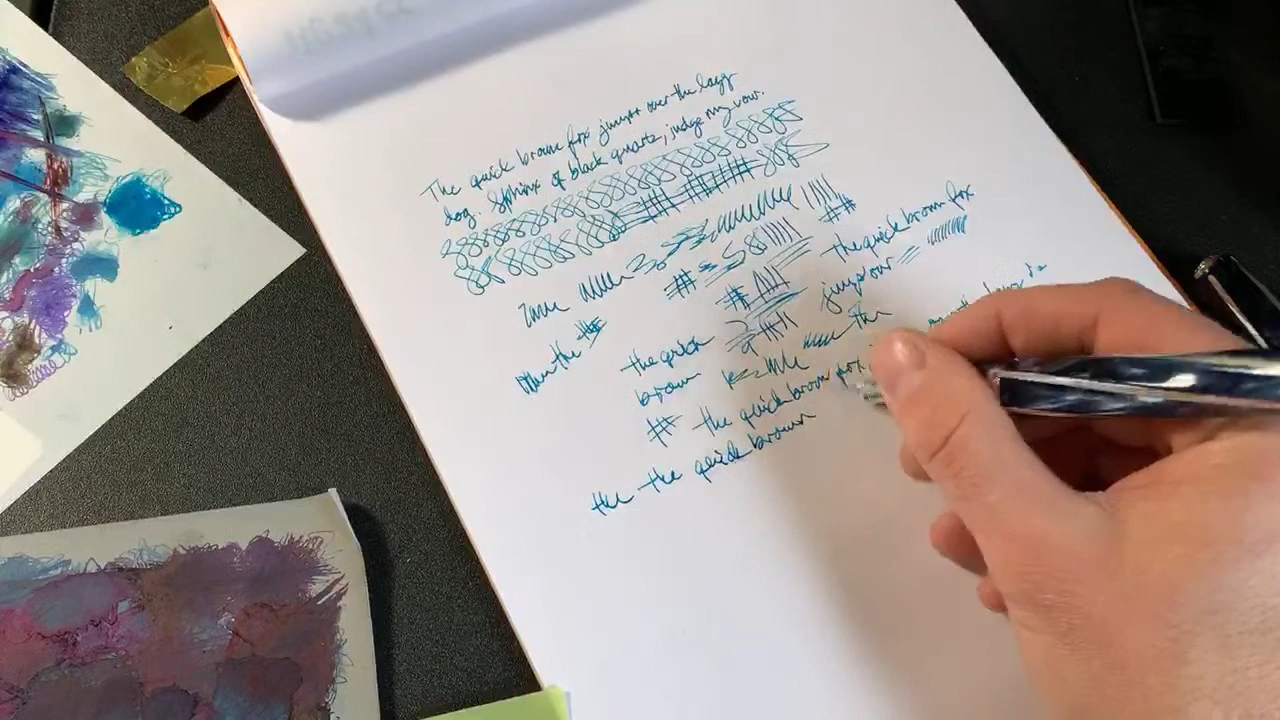 The quick brown fox jumps over the lazy
dog. Sphinx of black quartz, judge my vow.
the quick brown fox
jumps over
the quick
brown
the
the quick brown fox
the the quick brown